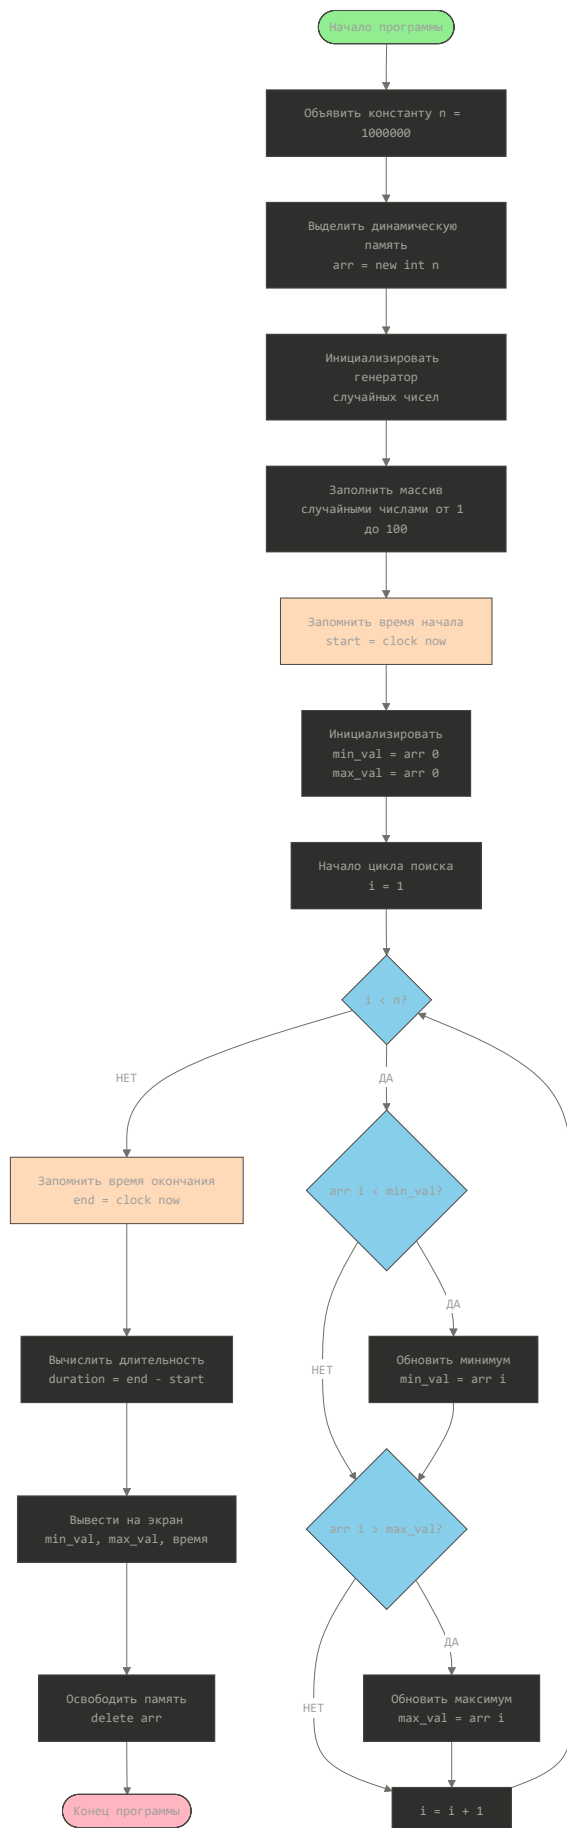 Начало программы
Объявить константу n =
1000000
Выделить динамическую
память
arr = new int n
Инициализировать
генератор
случайных чисел
Заполнить массив
случайными числами от 1
до 100
Запомнить время начала
start = clock now
Инициализировать
min_val = arr 0
max_val = arr 0
Начало цикла поиска
i = 1
i < n?
НЕТ
ДА
Запомнить время окончания
end = clock now
arr i < min_val?
ДА
НЕТ
Вычислить длительность
duration = end - start
Обновить минимум
min_val = arr i
Вывести на экран
min_val, max_val, время
arr i > max_val?
ДА
НЕТ
Освободить память
delete arr
Обновить максимум
max_val = arr i
Конец программы
i = i + 1